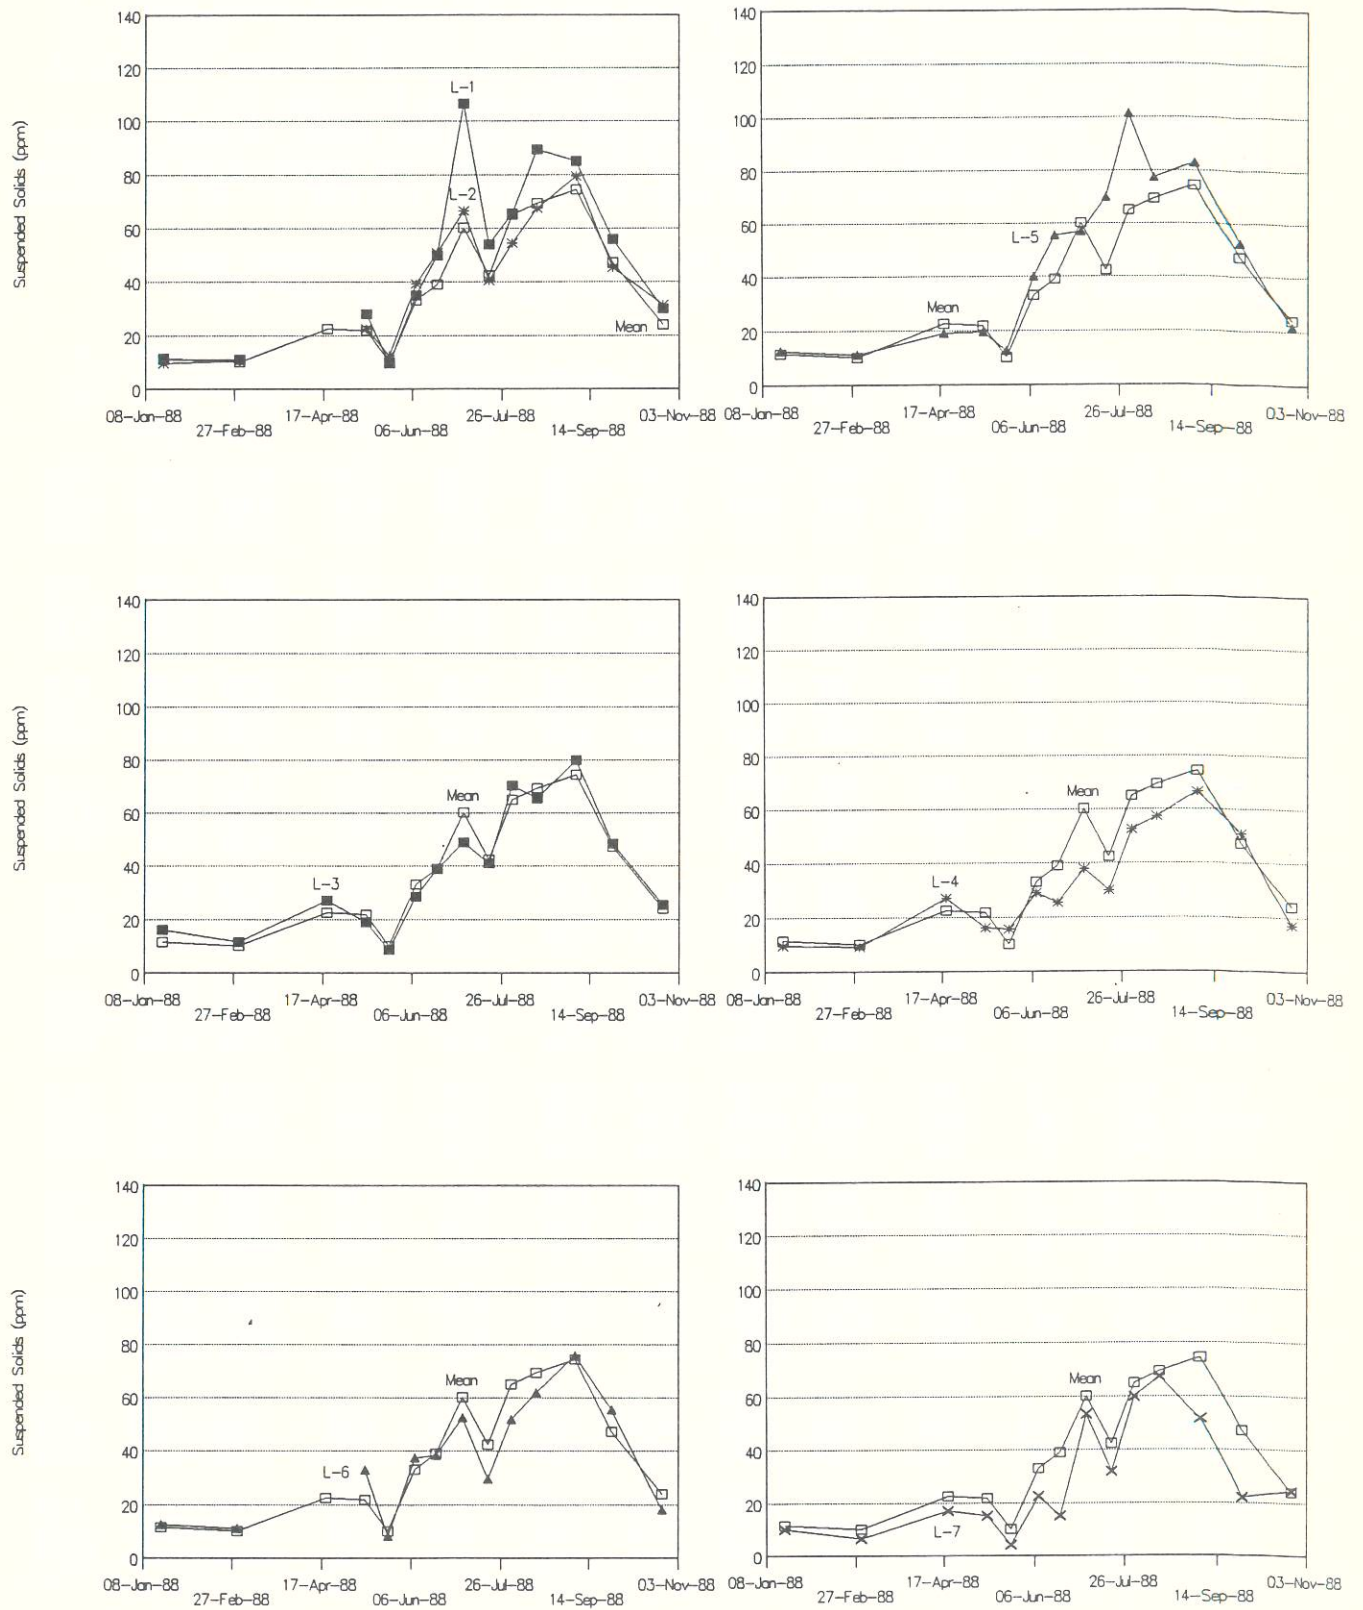 Suspended Solids (ppm)
140
120
100
80
60
40
20
0
L-1
L-2
Mean
08-Jan-88
27-Feb-88
17-Apr-88
06-Jun-88
26-Jul-88
14-Sep-88
03-Nov-88
140
120
100
80
60
40
20
0
L-5
Mean
08-Jan-88
27-Feb-88
17-Apr-88
06-Jun-88
26-Jul-88
14-Sep-88
03-Nov-88
Suspended Solids (ppm)
140
120
100
80
60
40
20
0
Mean
L-3
08-Jan-88
27-Feb-88
17-Apr-88
06-Jun-88
26-Jul-88
14-Sep-88
03-Nov-88
140
120
100
80
60
40
20
0
Mean
L-4
08-Jan-88
27-Feb-88
17-Apr-88
06-Jun-88
26-Jul-88
14-Sep-88
03-Nov-88
Suspended Solids (ppm)
140
120
100
80
60
40
20
0
Mean
L-6
08-Jan-88
27-Feb-88
17-Apr-88
06-Jun-88
26-Jul-88
14-Sep-88
03-Nov-88
140
120
100
80
60
40
20
0
Mean
L-7
08-Jan-88
27-Feb-88
17-Apr-88
06-Jun-88
26-Jul-88
14-Sep-88
03-Nov-88